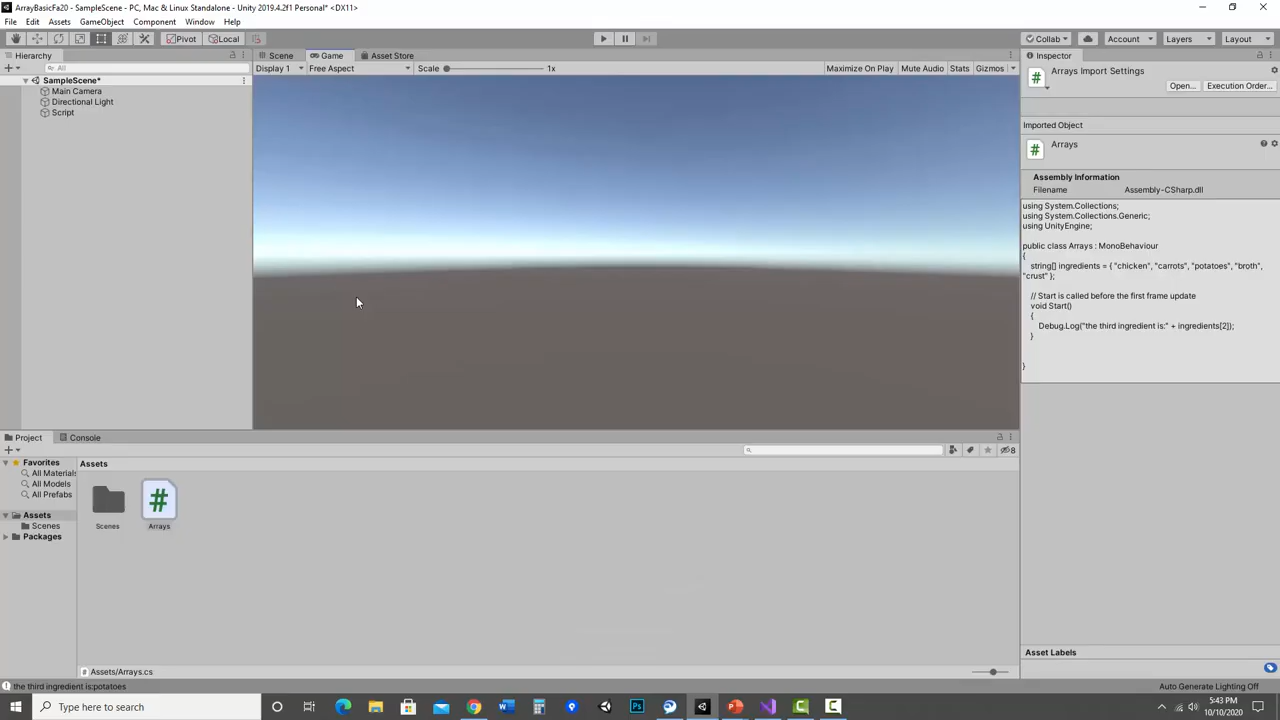 ArrayBasicFa20 - SampleScene - PC, Mac & Linux Standalone - Unity 2019.4.2f1 Personal* <DX11>
File Edit Assets GameObject Component Window Help
Pivot Local Collab Account Layers Layout
Hierarchy Scene Game Asset Store Inspector
All Display 1 Free Aspect Scale 1x Maximize On Play Mute Audio Stats Gizmos
Arrays Import Settings
SampleScene*
Open... Execution Order...
Main Camera
Directional Light
Script
Imported Object
Arrays
Assembly Information
Filename Assembly-CSharp.dll
using System.Collections;
using System.Collections.Generic;
using UnityEngine;
public class Arrays : MonoBehaviour
{
string[] ingredients = { "chicken", "carrots", "potatoes", "broth",
"crust" };
// Start is called before the first frame update
void Start()
{
Debug.Log("the third ingredient is:" + ingredients[2]);
}
}
Project Console
8
Favorites Assets
All Materials
All Models
All Prefabs
Assets
Scenes
Packages
Scenes Arrays
Asset Labels
Assets/Arrays.cs
the third ingredient is:potatoes Auto Generate Lighting Off
Type here to search
5:43 PM
10/10/2020